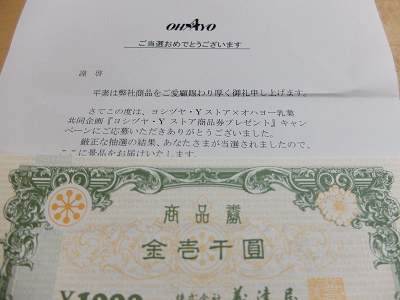 OHAYO
ご当選おめでとうございます
謹 啓
平素は弊社商品をご愛顧賜わり厚く御礼申し上げます。
さてこの度は、ヨシヅヤ・Y ストア×オハヨー乳業
共同企画『ヨシヅヤ・Y ストア商品券プレゼント』キャン
ペーンにご応募いただきありがとうございました。
厳正な抽選の結果、あなたさまが当選されましたので、
ここに景品をお届けいたします。
商品券
金壱千圓
¥1000 株式会社 義津屋